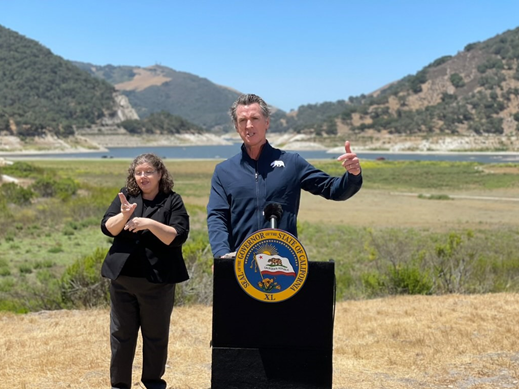 SEAL OF THE GOVERNOR OF THE STATE OF CALIFORNIA
XL